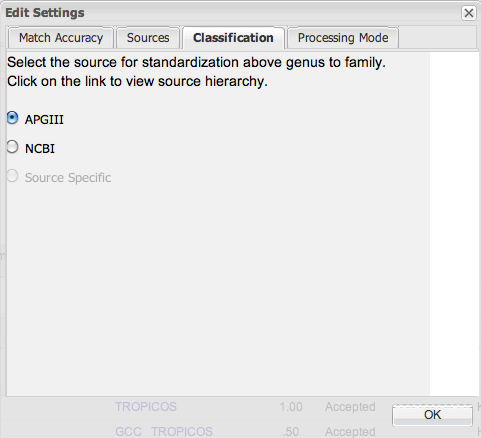 Edit Settings
Match Accuracy Sources Classification Processing Mode
Select the source for standardization above genus to family.
Click on the link to view source hierarchy.
APGIII
NCBI
Source Specific
TROPICOS 1.00 Accepted
OK
GCC TROPICOS .50 Accepted